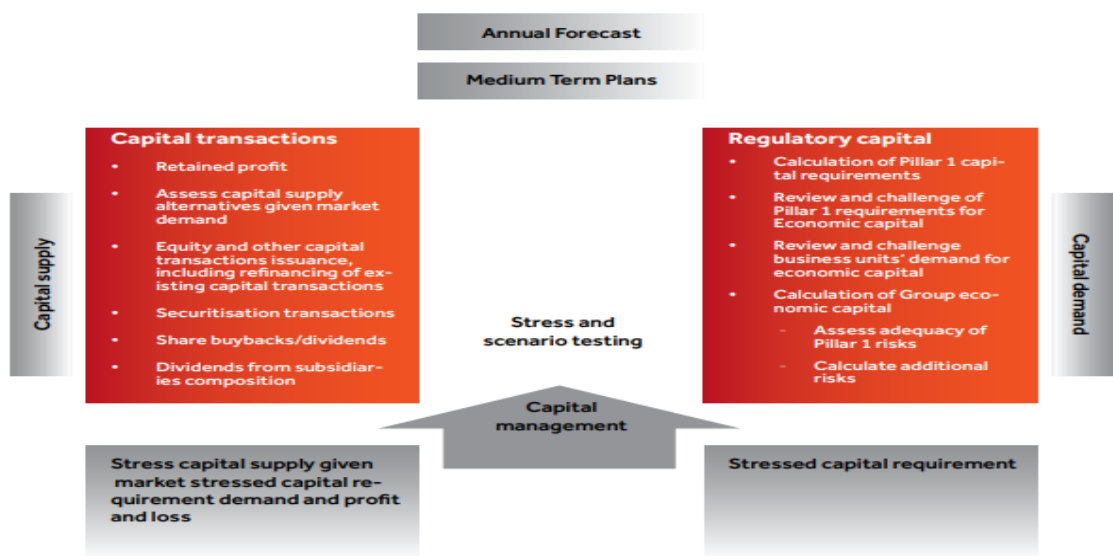 Annual Forecast
Medium Term Plans
Capital supply
Capital transactions
• Retained profit
• Assess capital supply
alternatives given market
demand
• Equity and other capital
transactions issuance,
including refinancing of ex-
isting capital transactions
• Securitisation transactions
• Share buybacks/dividends
• Dividends from subsidiar-
ies composition
Stress and
scenario testing
Capital
management
Regulatory capital
• Calculation of Pillar 1 capi-
tal requirements
• Review and challenge of
Pillar 1 requirements for
Economic capital
• Review and challenge
business units’ demand for
economic capital
• Calculation of Group eco-
nomic capital
- Assess adequacy of
Pillar 1 risks
- Calculate additional
risks
Capital demand
Stress capital supply given
market stressed capital re-
quirement demand and profit
and loss
Stressed capital requirement